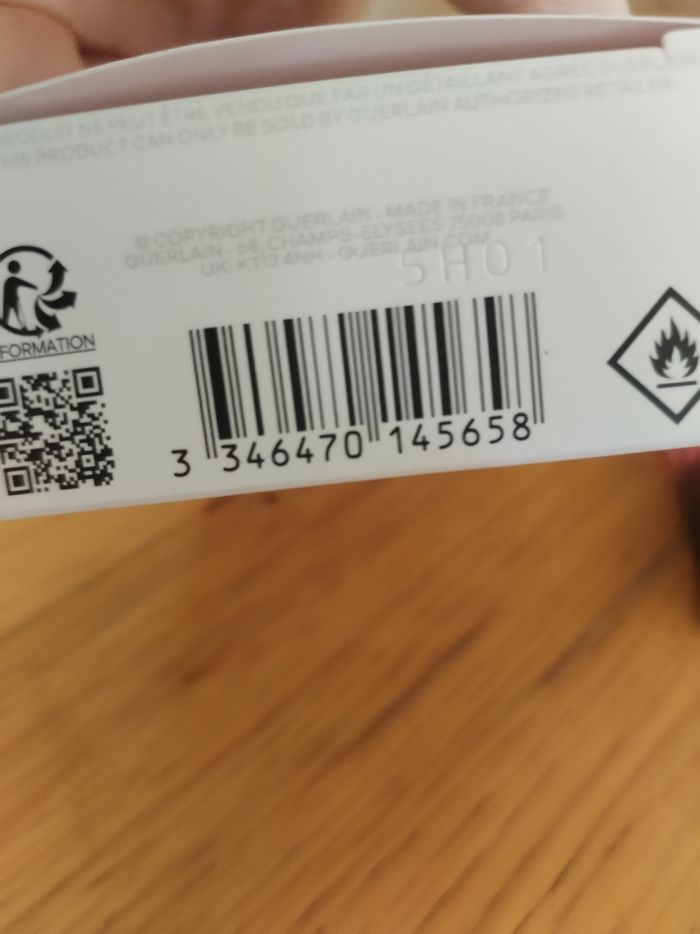 PRODUIT NE PEUT ÊTRE VENDU QUE PAR UN DÉTAILLANT AGRÉÉ GUERLAIN
THIS PRODUCT CAN ONLY BE SOLD BY GUERLAIN AUTHORIZED RETAILER.
© COPYRIGHT GUERLAIN - MADE IN FRANCE
GUERLAIN - 68, CHAMPS-ELYSEES 75008 PARIS
UK: KT12 4NH - GUERLAIN.COM
5H01
FORMATION
3 346470 145658